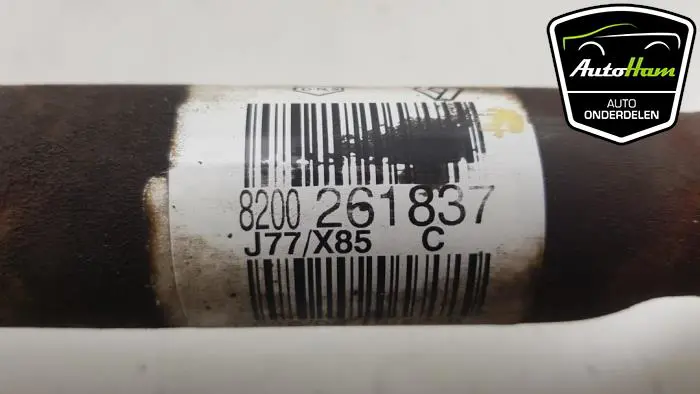 AutoHam
AUTO
ONDERDELEN
8200 261837
J77/X85 C